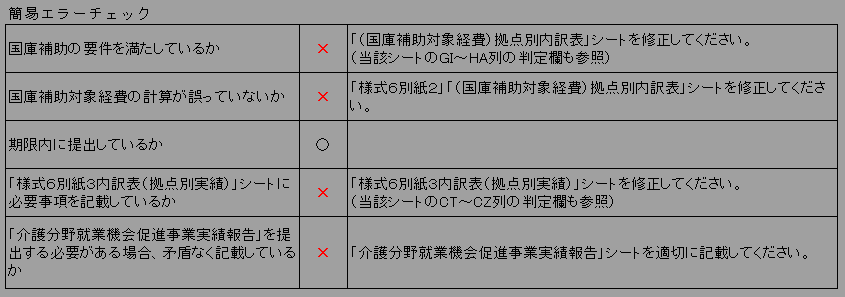 簡易エラーチェック
国庫補助の要件を満たしているか
×
「(国庫補助対象経費)拠点別内訳表」シートを修正してください。
(当該シートのGI~HA列の判定欄も参照)
国庫補助対象経費の計算が誤っていないか
×
「様式6別紙2」「(国庫補助対象経費)拠点別内訳表」シートを修正してくださ
い。
期限内に提出しているか
○
「様式6別紙3内訳表(拠点別実績)」シートに
必要事項を記載しているか
×
「様式6別紙3内訳表(拠点別実績)」シートを修正してください。
(当該シートのCT~CZ列の判定欄も参照)
「介護分野就業機会促進事業実績報告」を提
出する必要がある場合、矛盾なく記載している
か
×
「介護分野就業機会促進事業実績報告」シートを適切に記載してください。